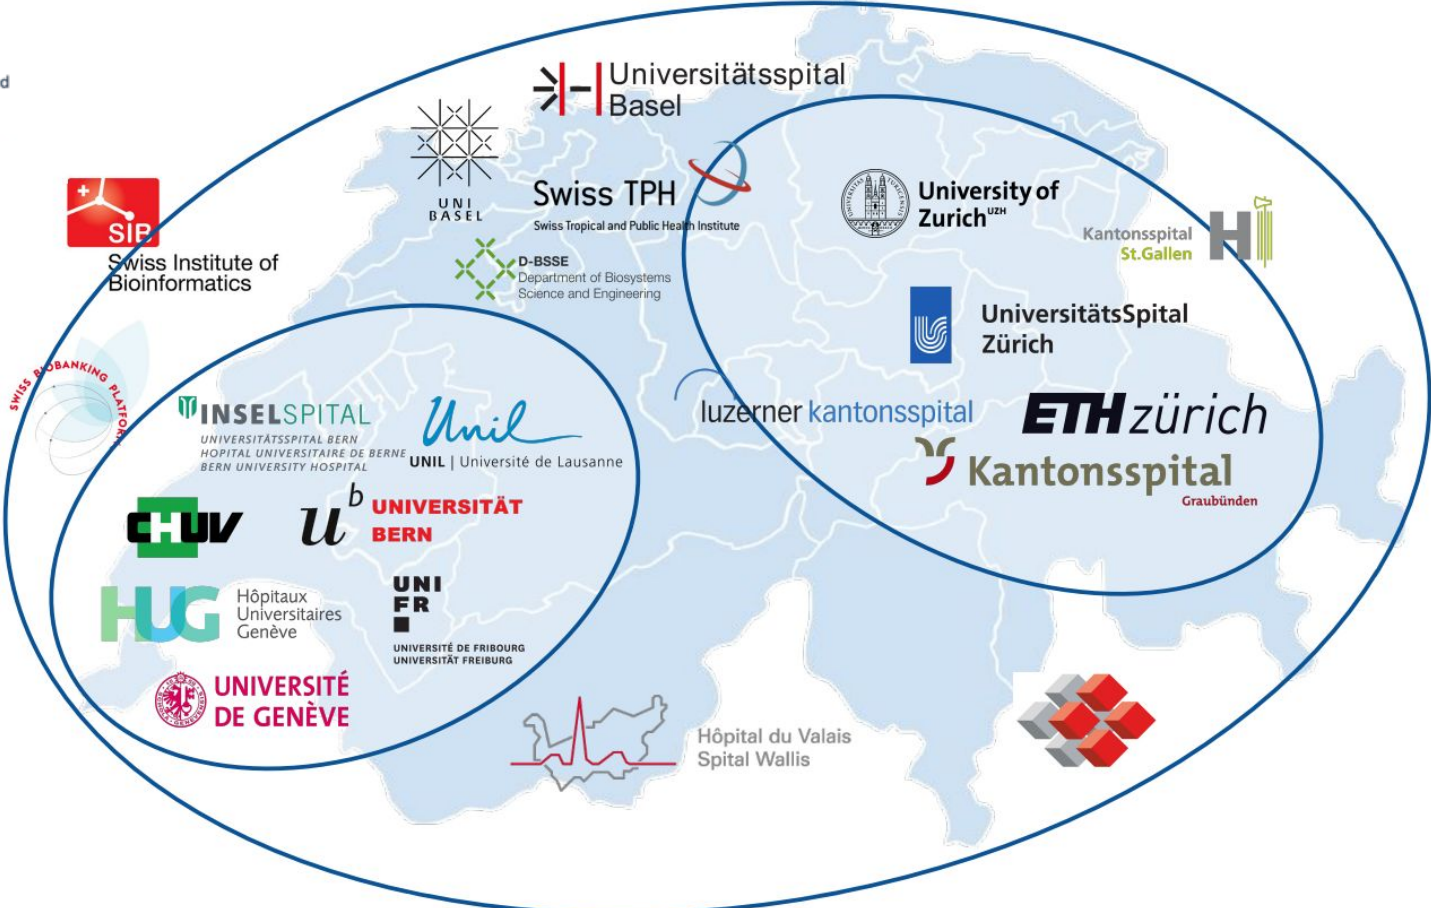 d
Universitätsspital
Basel
UNI
BASEL
Swiss TPH
Swiss Tropical and Public Health Institute
D-BSSE
Department of Biosystems
Science and Engineering
SIB
Swiss Institute of
Bioinformatics
University of
Zurich UZH
Kantonsspital
St.Gallen
H
UniversitätsSpital
Zürich
SWISS BIOBANKING PLATFORM
INSELSPITAL
UNIVERSITÄTSSPITAL BERN
HOPITAL UNIVERSITAIRE DE BERNE
BERN UNIVERSITY HOSPITAL
Unil
UNIL | Université de Lausanne
luzerner kantonsspital
ETH zürich
Kantonsspital
Graubünden
CHUV
u b
UNIVERSITÄT
BERN
HUG
Hôpitaux
Universitaires
Genève
UNI
FR
UNIVERSITÉ DE FRIBOURG
UNIVERSITÄT FREIBURG
UNIVERSITÉ
DE GENÈVE
Hôpital du Valais
Spital Wallis